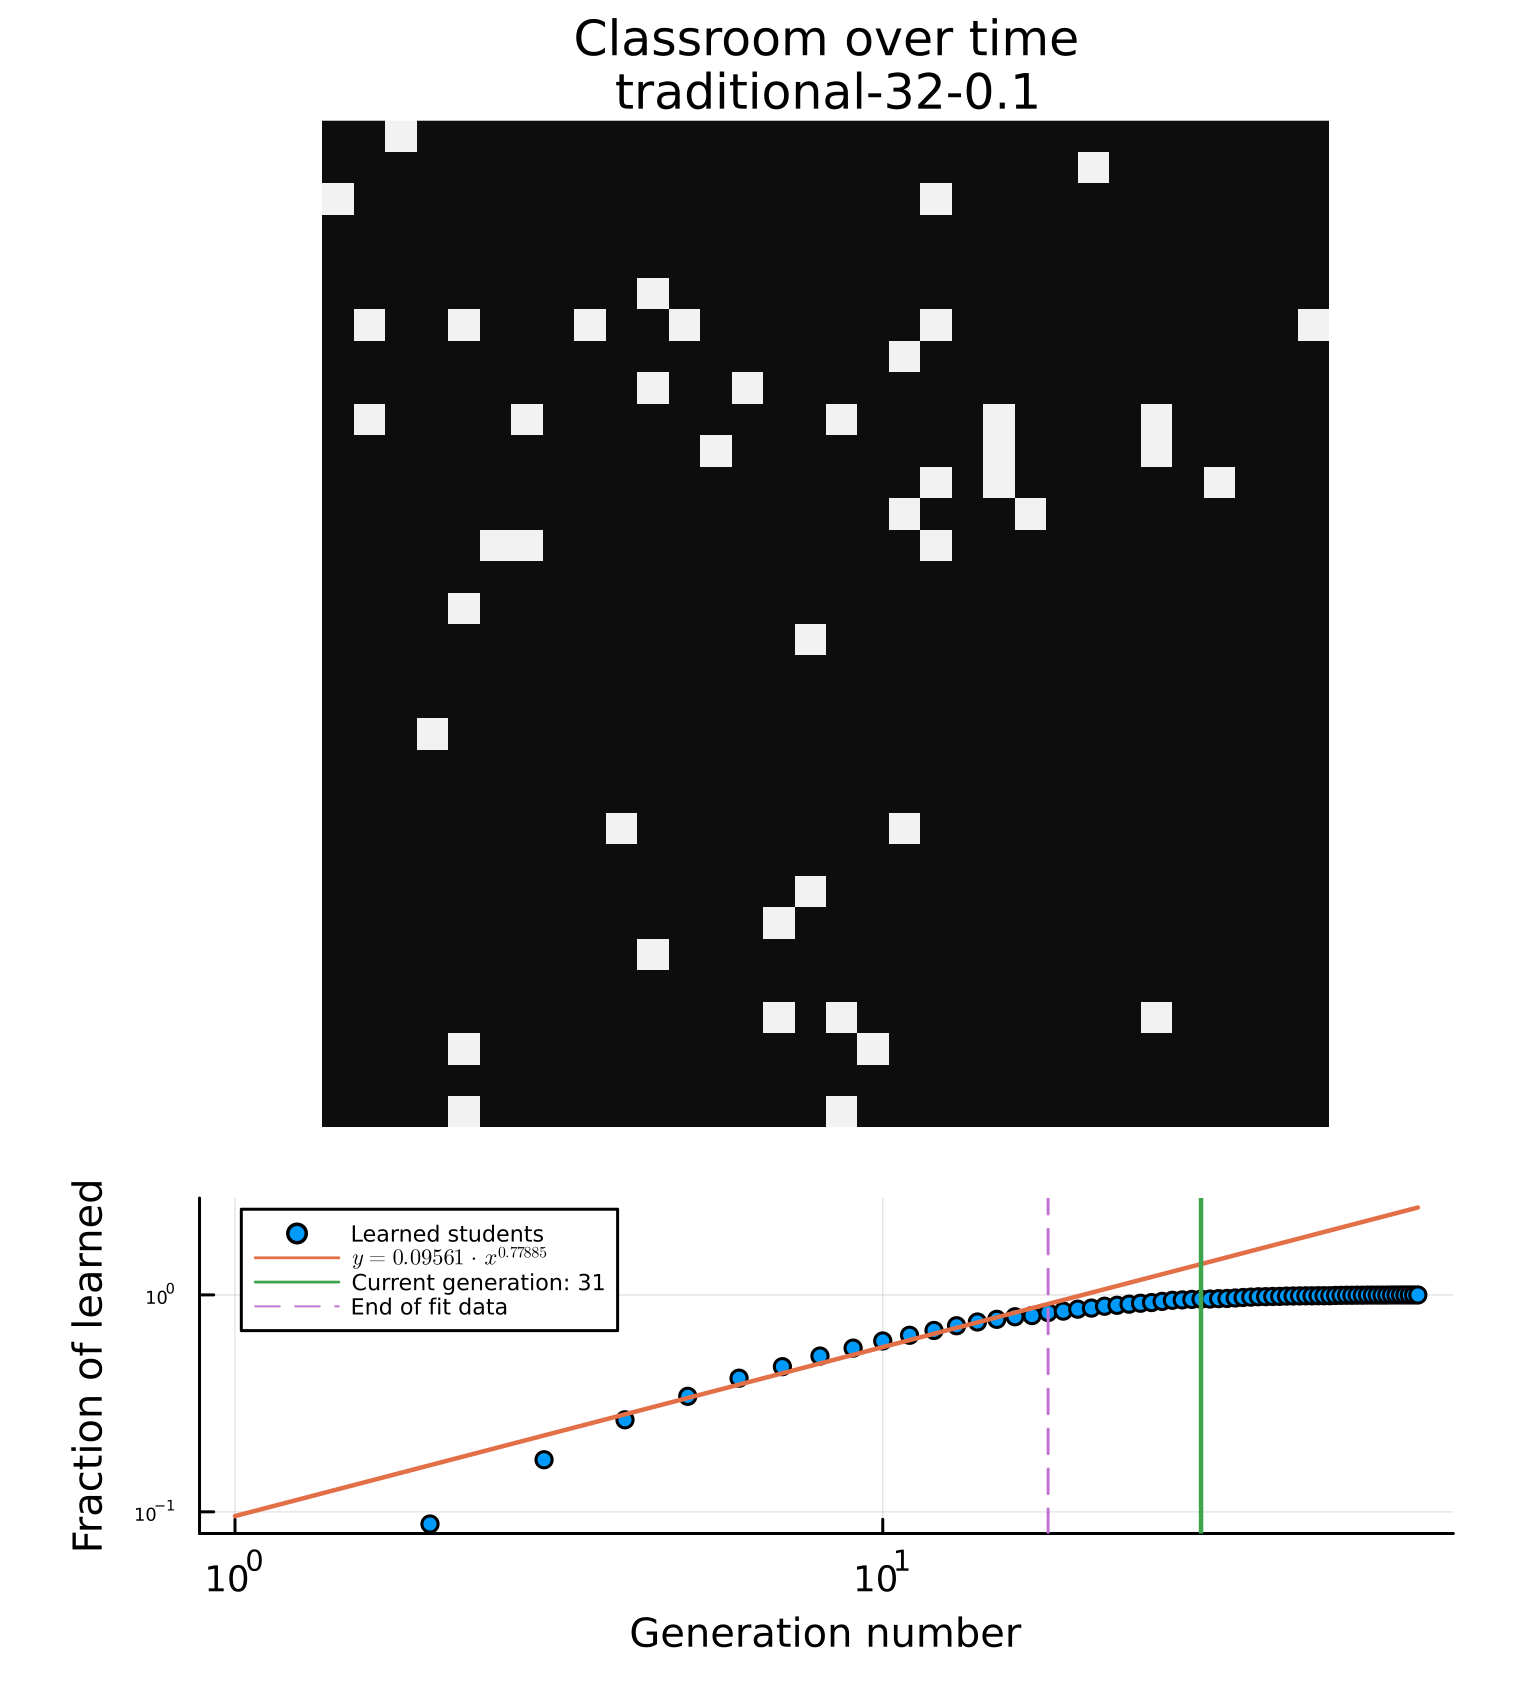 Classroom over time
traditional-32-0.1
Fraction of learned
Learned students
y = 0.09561 · x^0.77885
Current generation: 31
End of fit data
10^0
10^-1
10^0
10^1
Generation number